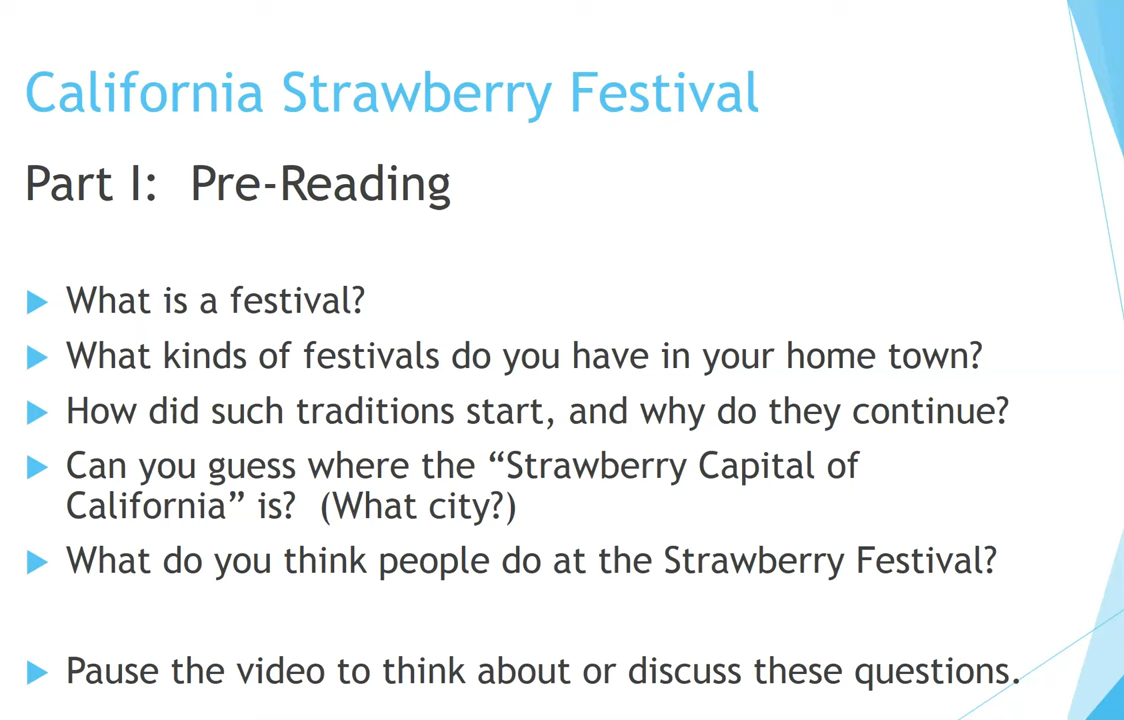 California Strawberry Festival
Part I:  Pre-Reading
What is a festival?
What kinds of festivals do you have in your home town?
How did such traditions start, and why do they continue?
Can you guess where the “Strawberry Capital of
California” is?  (What city?)
What do you think people do at the Strawberry Festival?
Pause the video to think about or discuss these questions.